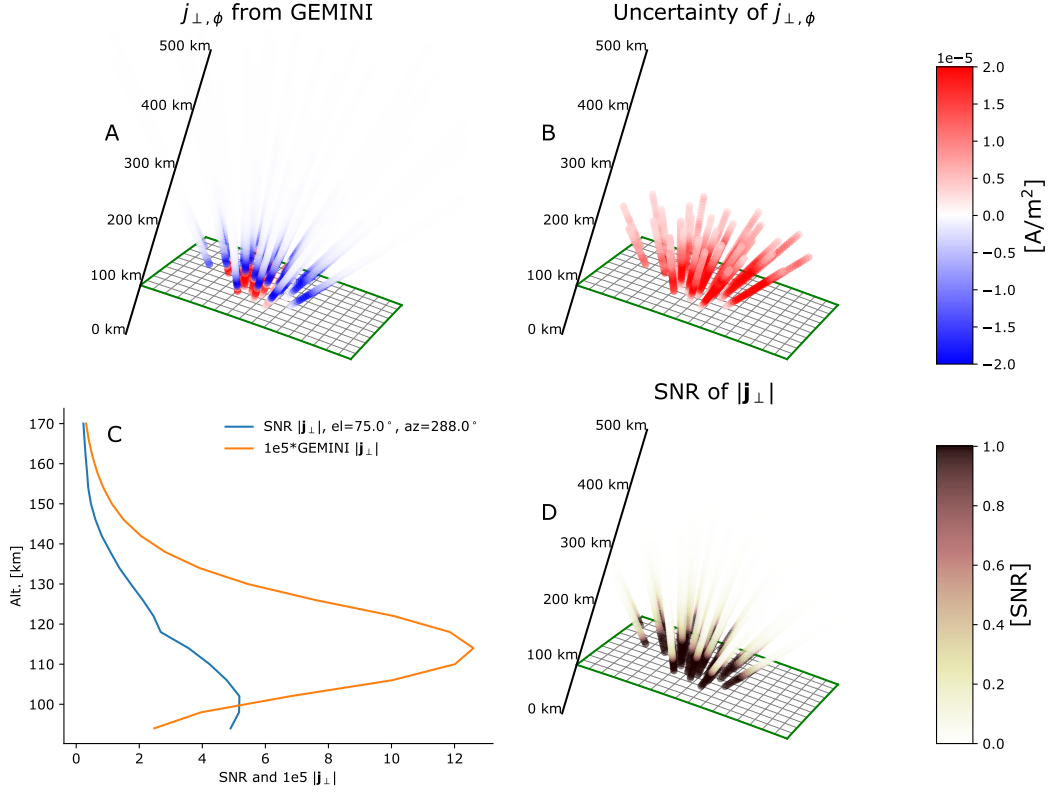 j⊥,ϕ from GEMINI
500 km
400 km
300 km
200 km
100 km
0 km
A
Uncertainty of j⊥,ϕ
500 km
400 km
300 km
200 km
100 km
0 km
B
1e−5
2.0
1.5
1.0
0.5
0.0
−0.5
−1.0
−1.5
−2.0
[A/m²]
C
SNR |j⊥|, el=75.0°, az=288.0°
1e5*GEMINI |j⊥|
170
160
150
140
130
120
110
100
Alt. [km]
0 2 4 6 8 10 12
SNR and 1e5 |j⊥|
SNR of |j⊥|
500 km
400 km
300 km
200 km
100 km
0 km
D
1.0
0.8
0.6
0.4
0.2
0.0
[SNR]